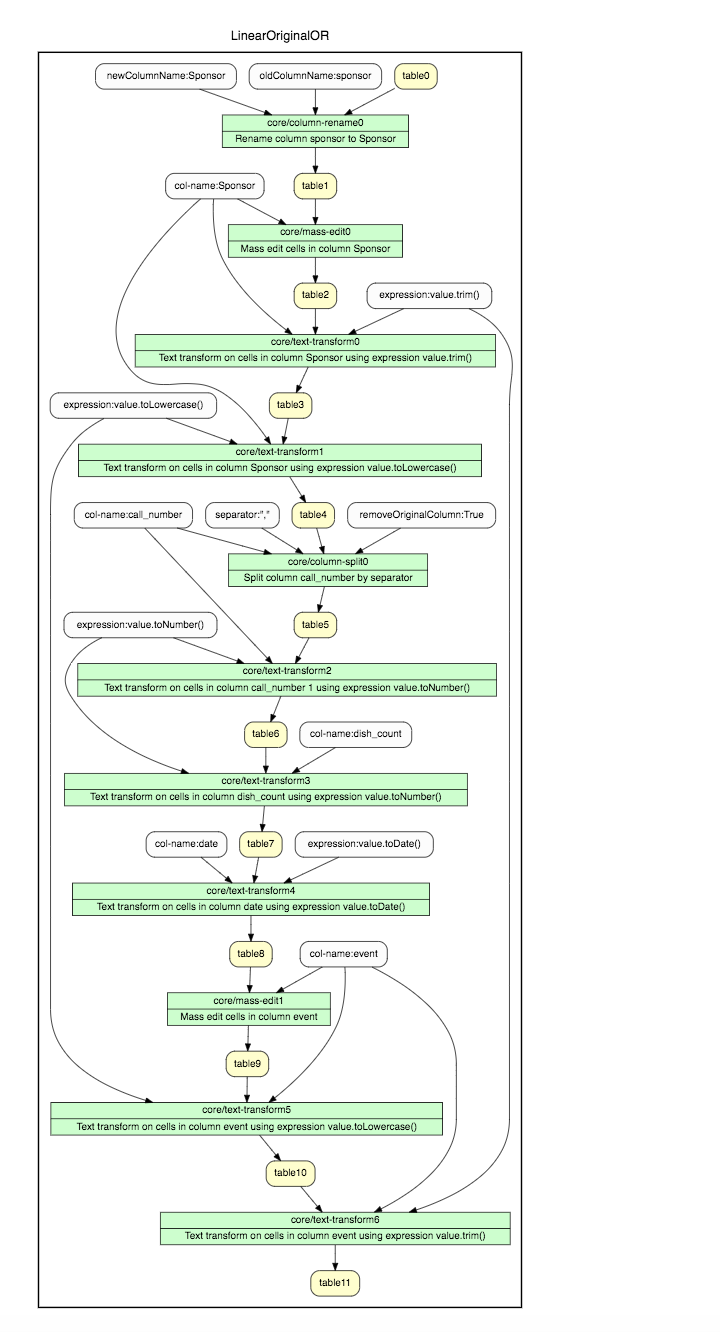 LinearOriginalOR
newColumnName:Sponsor
oldColumnName:sponsor
table0
core/column-rename0
Rename column sponsor to Sponsor
col-name:Sponsor
table1
core/mass-edit0
Mass edit cells in column Sponsor
table2
expression:value.trim()
core/text-transform0
Text transform on cells in column Sponsor using expression value.trim()
expression:value.toLowercase()
table3
core/text-transform1
Text transform on cells in column Sponsor using expression value.toLowercase()
col-name:call_number
separator:","
table4
removeOriginalColumn:True
core/column-split0
Split column call_number by separator
expression:value.toNumber()
table5
core/text-transform2
Text transform on cells in column call_number 1 using expression value.toNumber()
table6
col-name:dish_count
core/text-transform3
Text transform on cells in column dish_count using expression value.toNumber()
col-name:date
table7
expression:value.toDate()
core/text-transform4
Text transform on cells in column date using expression value.toDate()
table8
col-name:event
core/mass-edit1
Mass edit cells in column event
table9
core/text-transform5
Text transform on cells in column event using expression value.toLowercase()
table10
core/text-transform6
Text transform on cells in column event using expression value.trim()
table11